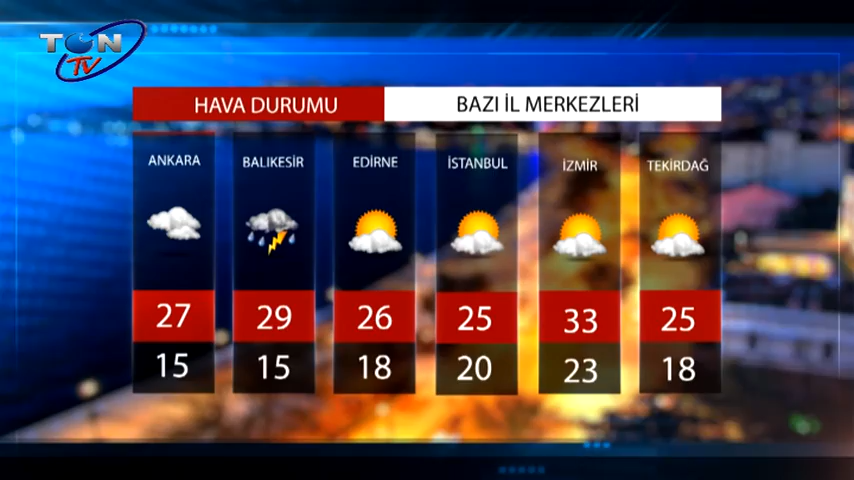 TON
TV
HAVA DURUMU
BAZI İL MERKEZLERİ
ANKARA
BALIKESİR
EDİRNE
İSTANBUL
İZMİR
TEKİRDAĞ
27
29
26
25
33
25
15
15
18
20
23
18